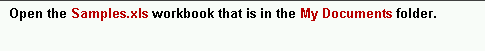 Open the Samples.xls workbook that is in the My Documents folder.